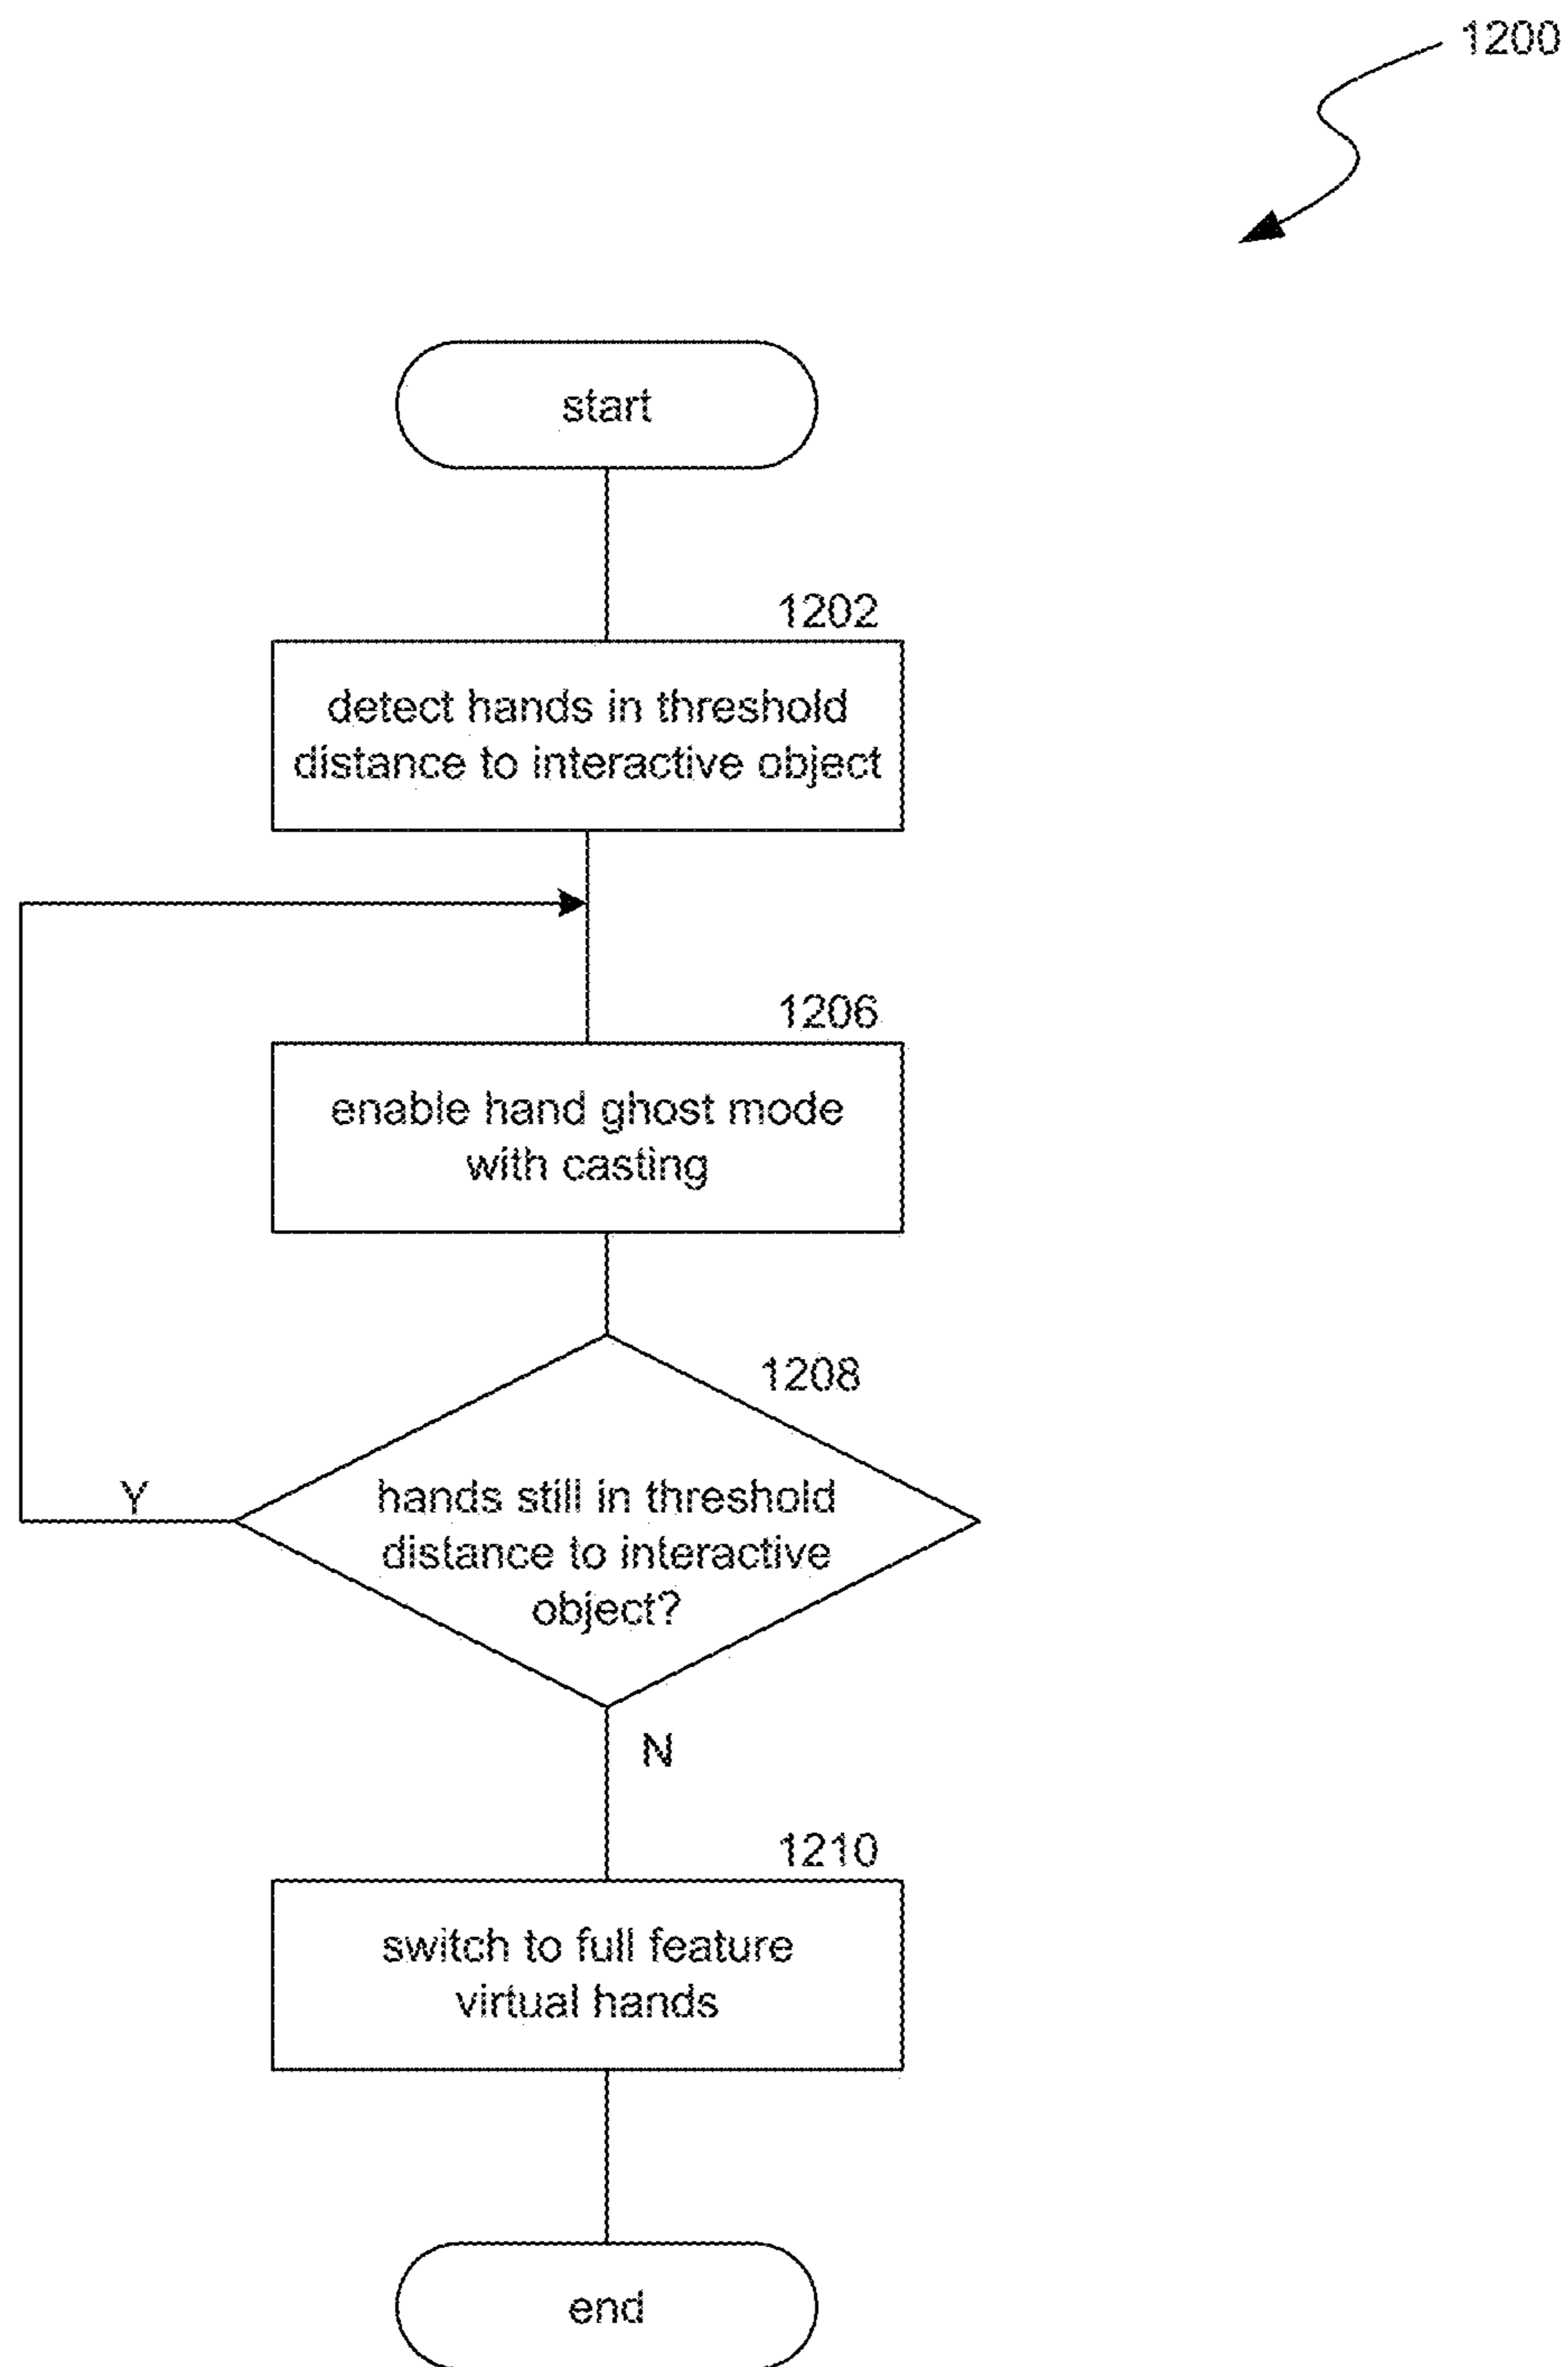 1200
start
1202
detect hands in threshold
distance to interactive object
1206
enable hand ghost mode
with casting
1208
hands still in threshold
distance to interactive
object?
Y
N
1210
switch to full feature
virtual hands
end